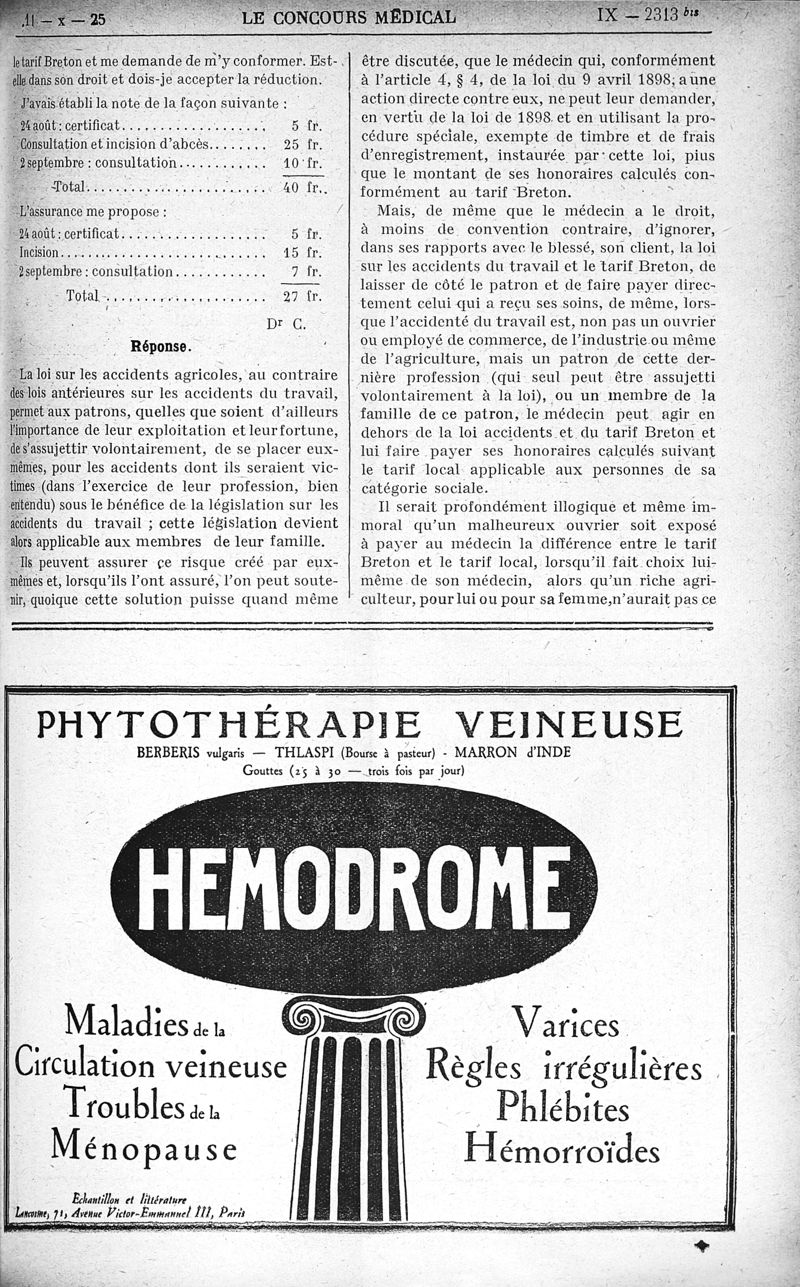 11 — x — 25
LE CONCOURS MÉDICAL
IX — 2313 bis
le tarif Breton et me demande de m'y conformer. Est-
elle dans son droit et dois-je accepter la réduction.
J'avais établi la note de la façon suivante :
24 août : certificat.................. 5 fr.
Consultation et incision d'abcès........ 25 fr.
2 septembre : consultation............ 10 fr.
Total....................... 40 fr..
L'assurance me propose :
24 août : certificat.................. 5 fr.
Incision.......................... 15 fr.
2 septembre : consultation............ 7 fr.
Total..................... 27 fr.
Dr C.
Réponse.
La loi sur les accidents agricoles, au contraire
des lois antérieures sur les accidents du travail,
permet aux patrons, quelles que soient d'ailleurs
l'importance de leur exploitation et leur fortune,
de s'assujettir volontairement, de se placer eux-
mêmes, pour les accidents dont ils seraient vic-
times (dans l'exercice de leur profession, bien
entendu) sous le bénéfice de la législation sur les
accidents du travail ; cette législation devient
alors applicable aux membres de leur famille.
Ils peuvent assurer ce risque créé par eux-
mêmes et, lorsqu'ils l'ont assuré, l'on peut soute-
nir, quoique cette solution puisse quand même
être discutée, que le médecin qui, conformément
à l'article 4, § 4, de la loi du 9 avril 1898, a une
action directe contre eux, ne peut leur demander,
en vertu de la loi de 1898 et en utilisant la pro-
cédure spéciale, exempte de timbre et de frais
d'enregistrement, instaurée par cette loi, pius
que le montant de ses honoraires calculés con-
formément au tarif Breton.
Mais, de même que le médecin a le droit,
à moins de convention contraire, d'ignorer,
dans ses rapports avec le blessé, son client, la loi
sur les accidents du travail et le tarif Breton, de
laisser de côté le patron et de faire payer direc-
tement celui qui a reçu ses soins, de même, lors-
que l'accidenté du travail est, non pas un ouvrier
ou employé de commerce, de l'industrie ou même
de l'agriculture, mais un patron de cette der-
nière profession (qui seul peut être assujetti
volontairement à la loi), ou un membre de la
famille de ce patron, le médecin peut agir en
dehors de la loi accidents et du tarif Breton et
lui faire payer ses honoraires calculés suivant
le tarif local applicable aux personnes de sa
catégorie sociale.
Il serait profondément illogique et même im-
moral qu'un malheureux ouvrier soit exposé
à payer au médecin la différence entre le tarif
Breton et le tarif local, lorsqu'il fait choix lui-
même de son médecin, alors qu'un riche agri-
culteur, pour lui ou pour sa femme, n'aurait pas ce
PHYTOTHÉRAPIE VEINEUSE
BERBERIS vulgaris — THLASPI (Bourse à pasteur) - MARRON d'INDE
Gouttes (25 à 30 — trois fois par jour)
HEMODROME
Maladies de la
Circulation veineuse
Troubles de la
Ménopause
Varices
Règles irrégulières
Phlébites
Hémorroïdes
Echantillon et littérature
Lancosme, 71, Avenue Victor-Emmanuel III, Paris